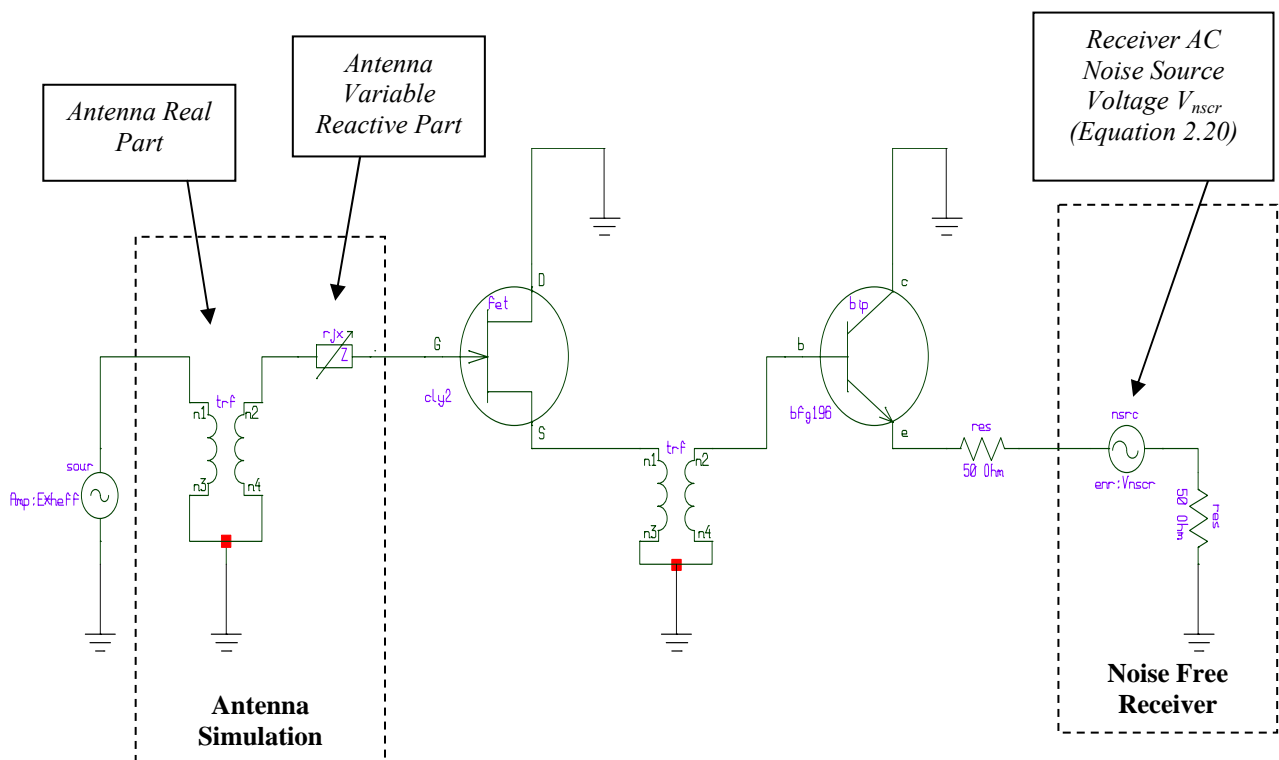 Antenna Real
Part
Antenna
Variable
Reactive Part
Receiver AC
Noise Source
Voltage Vnscr
(Equation 2.20)
sour
Amp:Exheff
trf
n1
n2
n3
n4
rjx
Z
G
fet
D
S
cly2
trf
n1
n2
n3
n4
b
bip
c
e
bfg196
res
50 Ohm
nsrc
enr:Vnscr
res
50 Ohm
Antenna
Simulation
Noise Free
Receiver